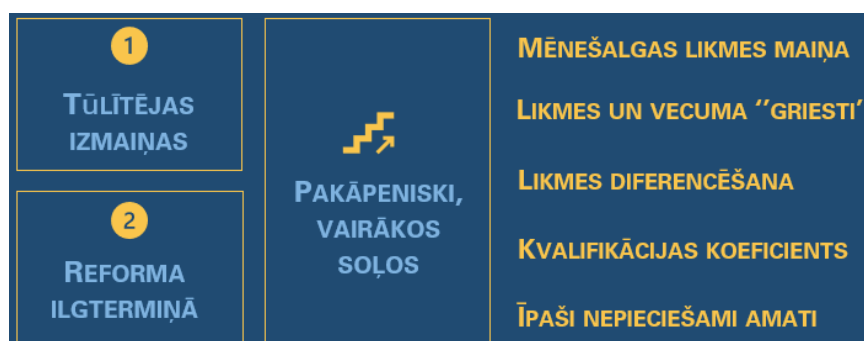 1
TŪLĪTĒJAS
IZMAIŅAS
2
REFORMA
ILGTERMIŅĀ
PAKĀPENISKI,
VAIRĀKOS
SOĻOS
MĒNEŠALGAS LIKMES MAIŅA
LIKMES UN VECUMA ‘‘GRIESTI’
LIKMES DIFERENCĒŠANA
KVALIFIKĀCIJAS KOEFICIENTS
ĪPAŠI NEPIECIEŠAMI AMATI